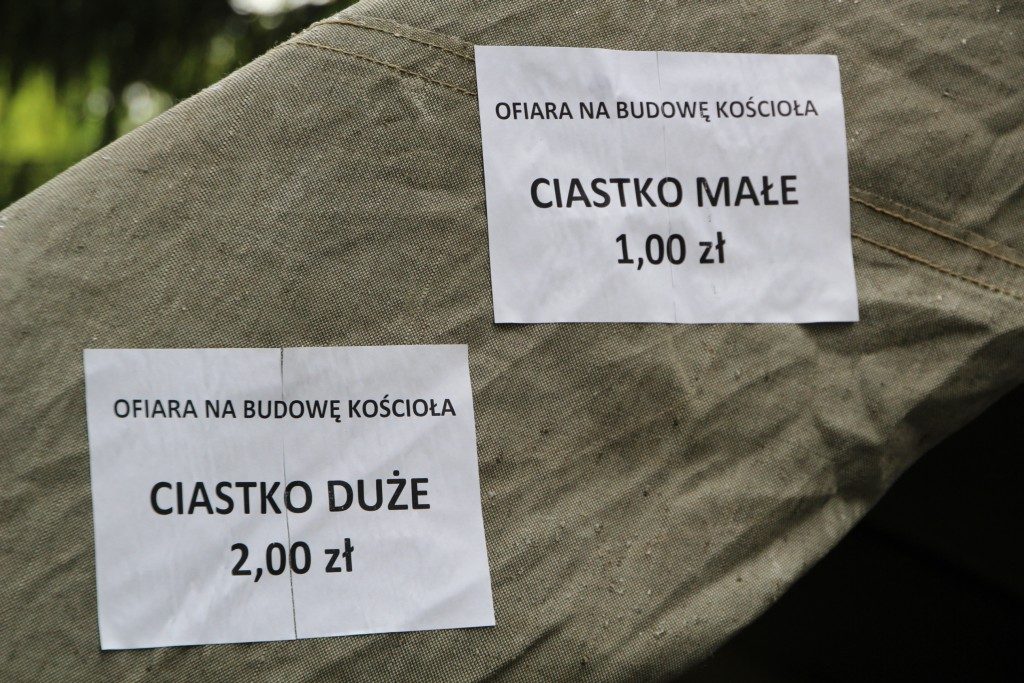 OFIARA NA BUDOWĘ KOŚCIOŁA
CIASTKO MAŁE
1,00 zł
OFIARA NA BUDOWĘ KOŚCIOŁA
CIASTKO DUŻE
2,00 zł